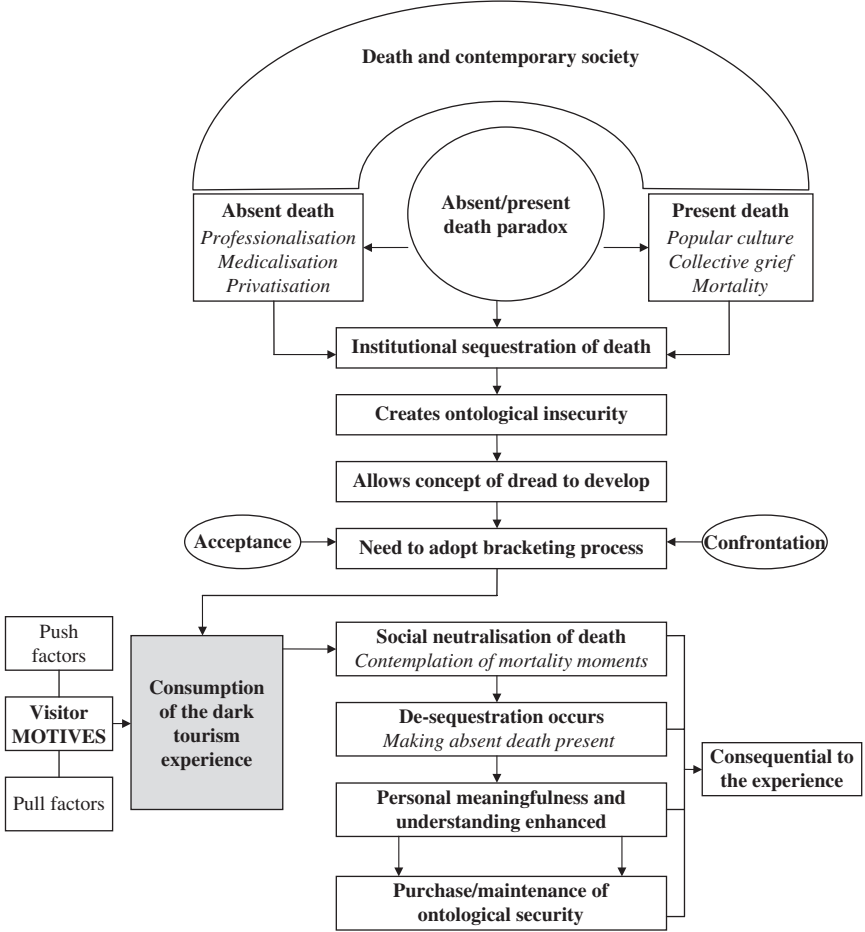 Death and contemporary society
Absent/present
death paradox
Absent death
Professionalisation
Medicalisation
Privatisation
Present death
Popular culture
Collective grief
Mortality
Institutional sequestration of death
Creates ontological insecurity
Allows concept of dread to develop
Acceptance
Need to adopt bracketing process
Confrontation
Push
factors
Visitor
MOTIVES
Pull factors
Consumption
of the dark
tourism
experience
Social neutralisation of death
Contemplation of mortality moments
De-sequestration occurs
Making absent death present
Personal meaningfulness and
understanding enhanced
Purchase/maintenance of
ontological security
Consequential to
the experience